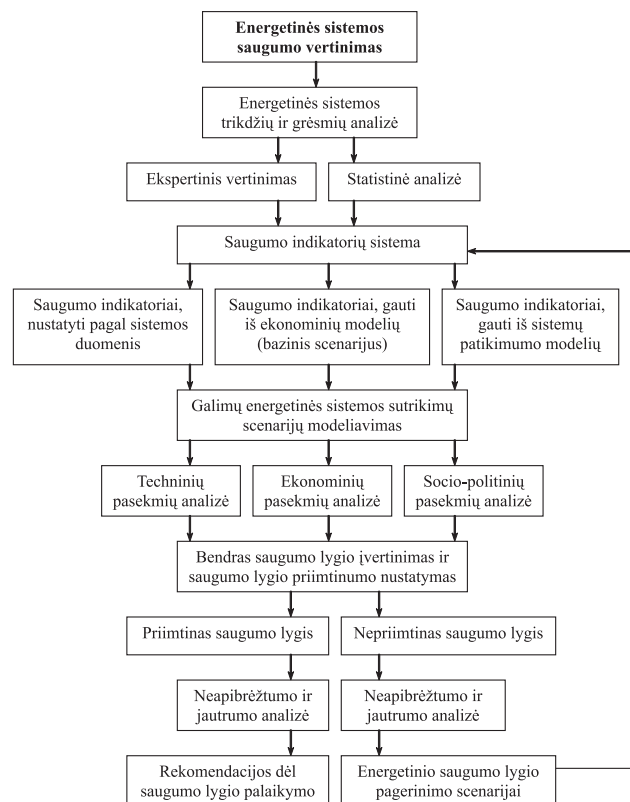 Energetinės sistemos
saugumo vertinimas
Energetinės sistemos
trikdžių ir grėsmių analizė
Ekspertinis vertinimas
Statistinė analizė
Saugumo indikatorių sistema
Saugumo indikatoriai,
nustatyti pagal sistemos
duomenis
Saugumo indikatoriai, gauti
iš ekonominių modelių
(bazinis scenarijus)
Saugumo indikatoriai,
gauti iš sistemų
patikimumo modelių
Galimų energetinės sistemos sutrikimų
scenarijų modeliavimas
Techninių
pasekmių analizė
Ekonominių
pasekmių analizė
Socio-politinių
pasekmių analizė
Bendras saugumo lygio įvertinimas ir
saugumo lygio priimtinumo nustatymas
Priimtinas saugumo lygis
Nepriimtinas saugumo lygis
Neapibrėžtumo ir
jautrumo analizė
Neapibrėžtumo ir
jautrumo analizė
Rekomendacijos dėl
saugumo lygio palaikymo
Energetinio saugumo lygio
pagerinimo scenarijai